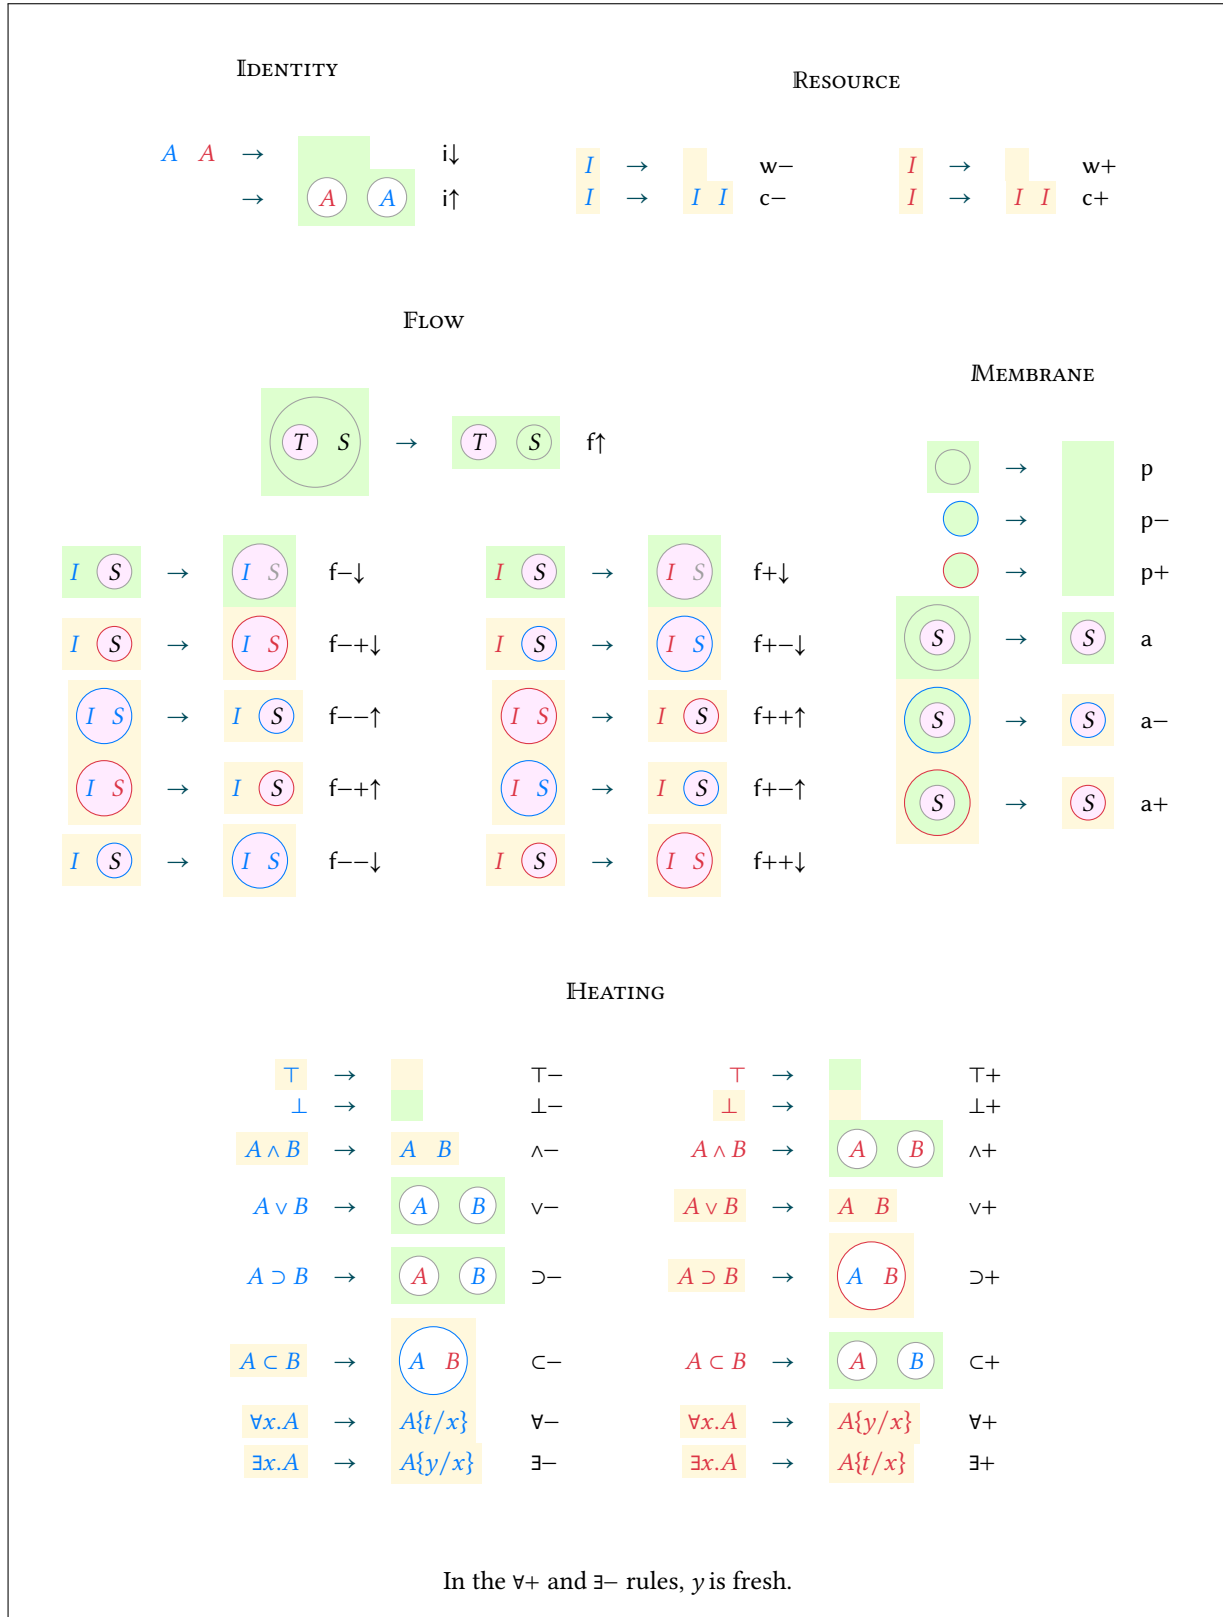 IDENTITY
RESOURCE
A A → i↓
→ A A i↑
I → w−
I → I I c−
I → w+
I → I I c+
FLOW
MEMBRANE
T S → T S f↑
I S → I S f−↓
I S → I S f+↓
I S → I S f−+↓
I S → I S f+−↓
I S → I S f−−↑
I S → I S f++↑
I S → I S f−+↑
I S → I S f+−↑
I S → I S f−−↓
I S → I S f++↓
→ p
→ p−
→ p+
S → S a
S → S a−
S → S a+
HEATING
⊤ → ⊤−
⊤ → ⊤+
⊥ → ⊥−
⊥ → ⊥+
A ∧ B → A B ∧−
A ∧ B → A B ∧+
A ∨ B → A B ∨−
A ∨ B → A B ∨+
A ⊃ B → A B ⊃−
A ⊃ B → A B ⊃+
A ⊂ B → A B ⊂−
A ⊂ B → A B ⊂+
∀x.A → A{t/x} ∀−
∀x.A → A{y/x} ∀+
∃x.A → A{y/x} ∃−
∃x.A → A{t/x} ∃+
In the ∀+ and ∃− rules, y is fresh.